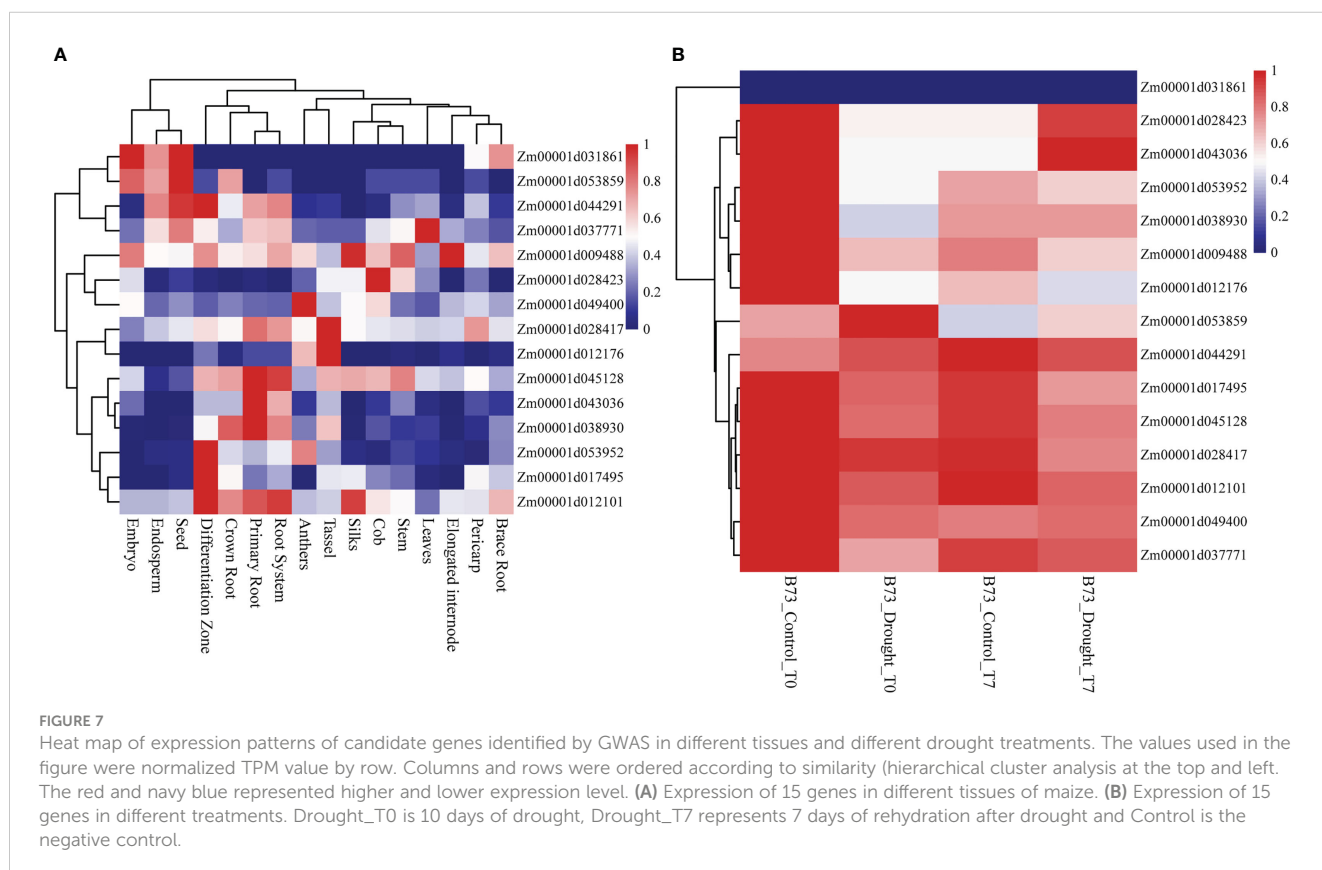 A
1
0.8
0.6
0.4
0.2
0
Zm00001d031861
Zm00001d053859
Zm00001d044291
Zm00001d037771
Zm00001d009488
Zm00001d028423
Zm00001d049400
Zm00001d028417
Zm00001d012176
Zm00001d045128
Zm00001d043036
Zm00001d038930
Zm00001d053952
Zm00001d017495
Zm00001d012101
Embryo
Endosperm
Seed
Differentiation Zone
Crown Root
Primary Root
Root System
Anthers
Tassel
Silks
Cob
Stem
Leaves
Elongated internode
Pericarp
Brace Root
B
Zm00001d031861
Zm00001d028423
Zm00001d043036
Zm00001d053952
Zm00001d038930
Zm00001d009488
Zm00001d012176
Zm00001d053859
Zm00001d044291
Zm00001d017495
Zm00001d045128
Zm00001d028417
Zm00001d012101
Zm00001d049400
Zm00001d037771
1
0.8
0.6
0.4
0.2
0
B73_Control_T0
B73_Drought_T0
B73_Control_T7
B73_Drought_T7
FIGURE 7
Heat map of expression patterns of candidate genes identified by GWAS in different tissues and different drought treatments. The values used in the
figure were normalized TPM value by row. Columns and rows were ordered according to similarity (hierarchical cluster analysis at the top and left.
The red and navy blue represented higher and lower expression level. (A) Expression of 15 genes in different tissues of maize. (B) Expression of 15
genes in different treatments. Drought_T0 is 10 days of drought, Drought_T7 represents 7 days of rehydration after drought and Control is the
negative control.